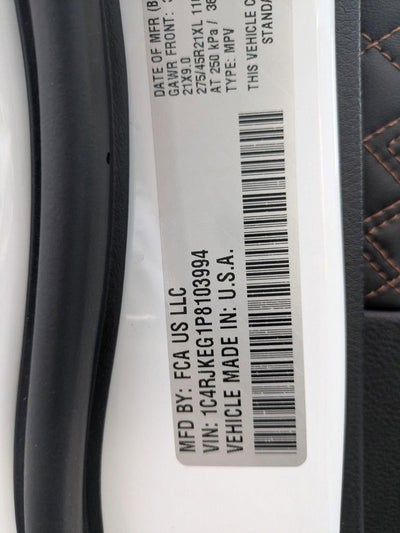 MFD BY: FCA US LLC
VIN: 1C4RJKEG1P8103994
VEHICLE MADE IN: U.S.A.
DATE OF MFR
GAWR FRONT:
21X9.0
275/45R21XL
AT 250 kPa /
TYPE: MPV
THIS VEHICLE